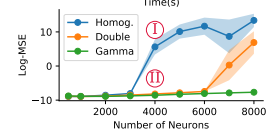 Time(s)
Homog.
Double
Gamma
I
II
Log-MSE
10
0
−10
2000 4000 6000 8000
Number of Neurons